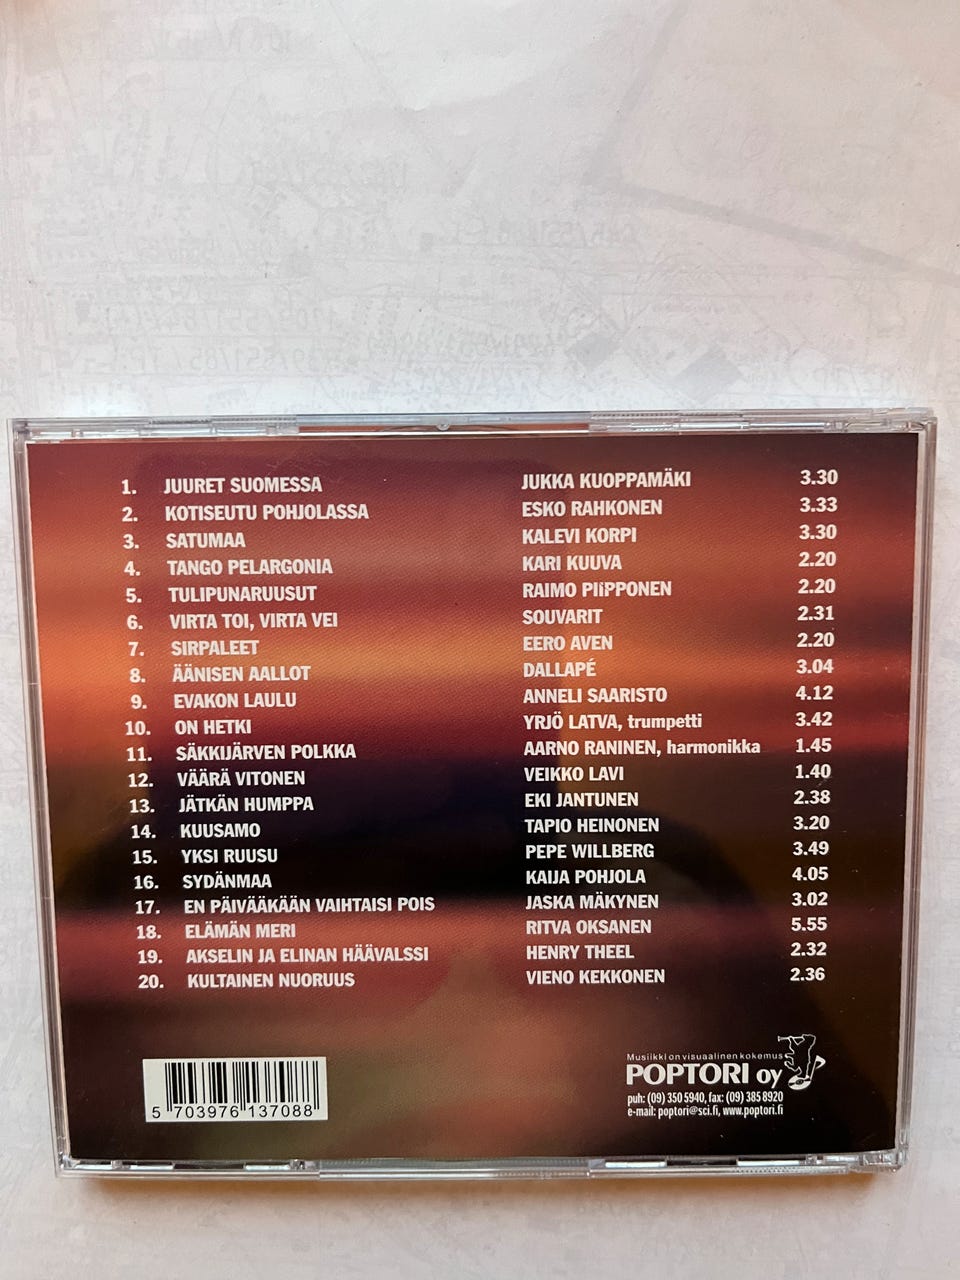 1. JUURET SUOMESSA JUKKA KUOPPAMÄKI 3.30
2. KOTISEUTU POHJOLASSA ESKO RAHKONEN 3.33
3. SATUMAA KALEVI KORPI 3.30
4. TANGO PELARGONIA KARI KUUVA 2.20
5. TULIPUNARUUSUT RAIMO PIiPPONEN 2.20
6. VIRTA TOI, VIRTA VEI SOUVARIT 2.31
7. SIRPALEET EERO AVEN 2.20
8. ÄÄNISEN AALLOT DALLAPÉ 3.04
9. EVAKON LAULU ANNELI SAARISTO 4.12
10. ON HETKI YRJÖ LATVA, trumpetti 3.42
11. SÄKKIJÄRVEN POLKKA AARNO RANINEN, harmonikka 1.45
12. VÄÄRÄ VITONEN VEIKKO LAVI 1.40
13. JÄTKÄN HUMPPA EKI JANTUNEN 2.38
14. KUUSAMO TAPIO HEINONEN 3.20
15. YKSI RUUSU PEPE WILLBERG 3.49
16. SYDÄNMAA KAIJA POHJOLA 4.05
17. EN PÄIVÄÄKÄÄN VAIHTAISI POIS JASKA MÄKYNEN 3.02
18. ELÄMÄN MERI RITVA OKSANEN 5.55
19. AKSELIN JA ELINAN HÄÄVALSSI HENRY THEEL 2.32
20. KULTAINEN NUORUUS VIENO KEKKONEN 2.36
Musiikki on visuaalinen kokemus
POPTORI oy
puh: (09) 350 5940, fax: (09) 385 8920
e-mail: poptori@sci.fi, www.poptori.fi
5 703976 137088